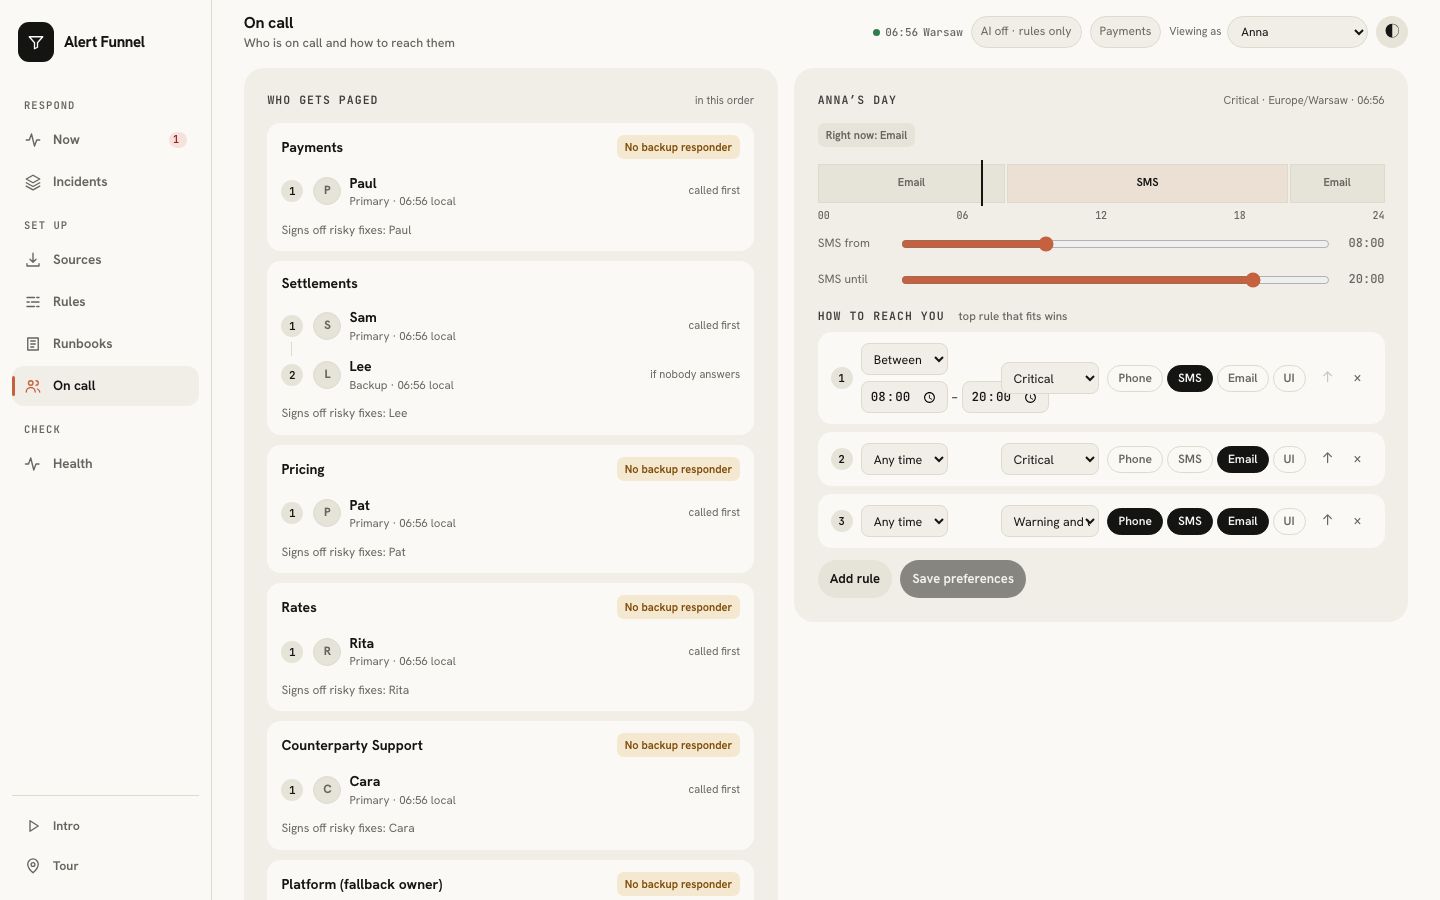 Alert Funnel
RESPOND
Now 1
Incidents
SET UP
Sources
Rules
Runbooks
On call
CHECK
Health
Intro
Tour
On call
Who is on call and how to reach them
06:56 Warsaw
AI off · rules only
Payments
Viewing as
Anna
WHO GETS PAGED in this order
Payments No backup responder
1 P Paul called first
Primary · 06:56 local
Signs off risky fixes: Paul
Settlements
1 S Sam called first
Primary · 06:56 local
2 L Lee if nobody answers
Backup · 06:56 local
Signs off risky fixes: Lee
Pricing No backup responder
1 P Pat called first
Primary · 06:56 local
Signs off risky fixes: Pat
Rates No backup responder
1 R Rita called first
Primary · 06:56 local
Signs off risky fixes: Rita
Counterparty Support No backup responder
1 C Cara called first
Primary · 06:56 local
Signs off risky fixes: Cara
Platform (fallback owner) No backup responder
ANNA’S DAY Critical · Europe/Warsaw · 06:56
Right now: Email
Email SMS Email
00 06 12 18 24
SMS from 08:00
SMS until 20:00
HOW TO REACH YOU top rule that fits wins
1 Between Critical Phone SMS Email UI ↑ ×
08:00 – 20:00
2 Any time Critical Phone SMS Email UI ↑ ×
3 Any time Warning and Phone SMS Email UI ↑ ×
Add rule Save preferences